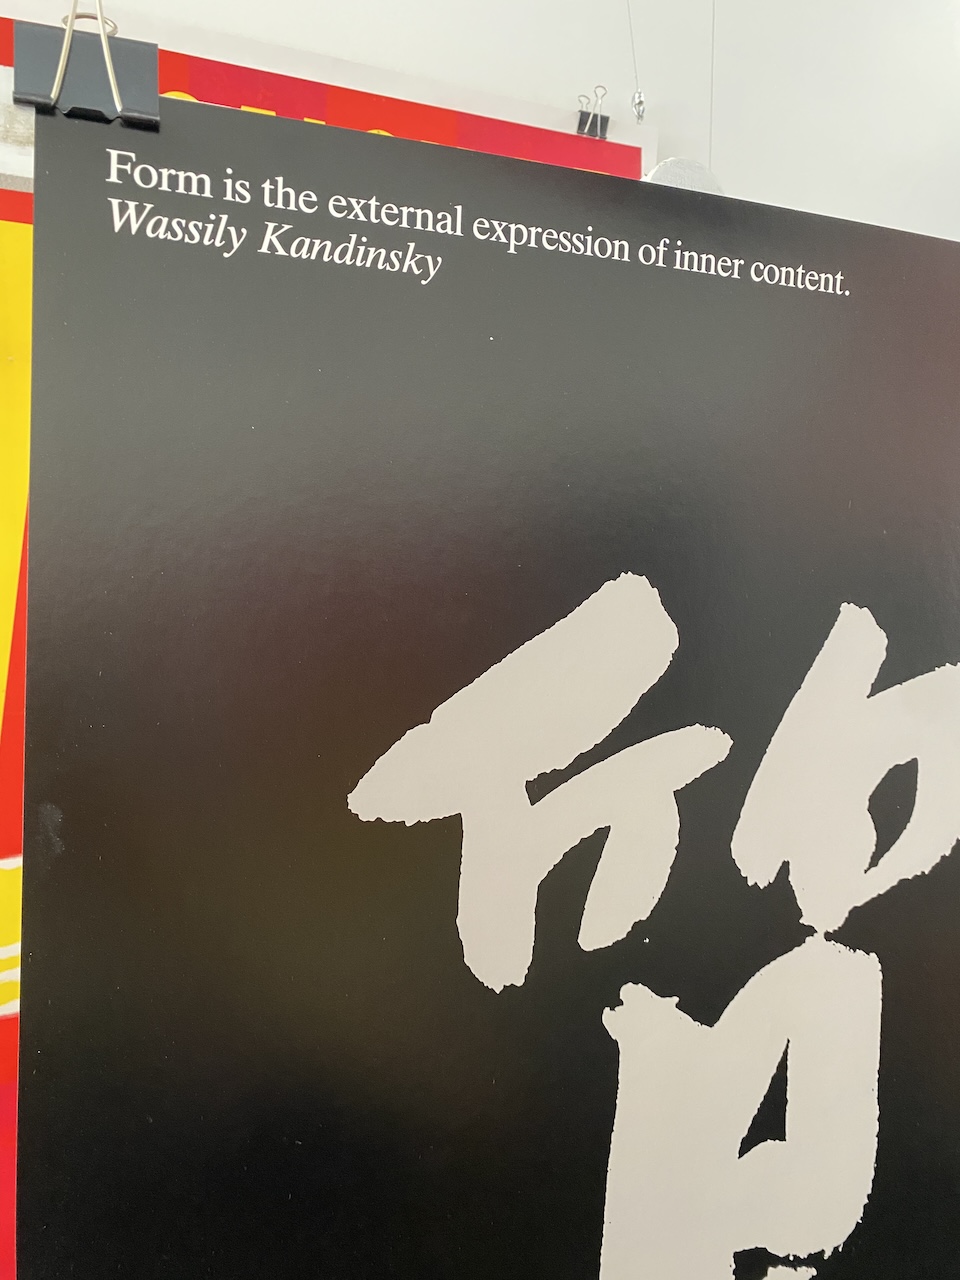 Form is the external expression of inner content.
Wassily Kandinsky